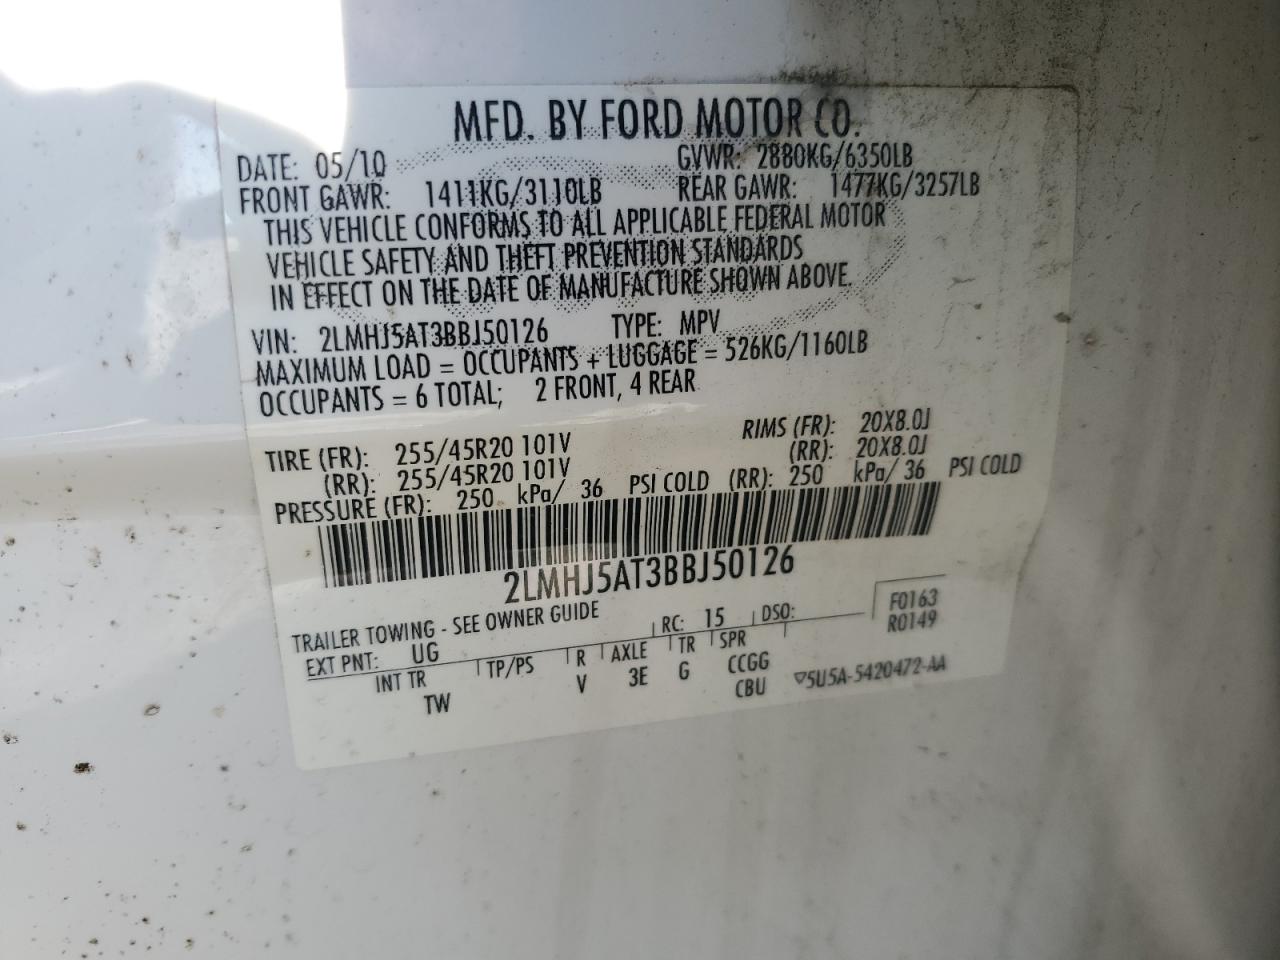 MFD. BY FORD MOTOR CO.
DATE: 05/10 GVWR: 2880KG/6350LB
FRONT GAWR: 1411KG/3110LB REAR GAWR: 1477KG/3257LB
THIS VEHICLE CONFORMS TO ALL APPLICABLE FEDERAL MOTOR
VEHICLE SAFETY AND THEFT PREVENTION STANDARDS
IN EFFECT ON THE DATE OF MANUFACTURE SHOWN ABOVE.
VIN: 2LMHJ5AT3BBJ50126 TYPE: MPV
MAXIMUM LOAD = OCCUPANTS + LUGGAGE = 526KG/1160LB
OCCUPANTS = 6 TOTAL; 2 FRONT, 4 REAR
TIRE (FR): 255/45R20 101V RIMS (FR): 20X8.0J
(RR): 255/45R20 101V (RR): 20X8.0J
PRESSURE (FR): 250 kPa/ 36 PSI COLD (RR): 250 kPa/ 36 PSI COLD
2LMHJ5AT3BBJ50126
TRAILER TOWING - SEE OWNER GUIDE
EXT PNT: UG RC: 15 DSO: F0163
R0149
INT TR TP/PS R AXLE TR SPR
TW V 3E G CCGG
CBU ▽5U5A-5420472-AA